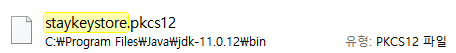 staykeystore.pkcs12
C:₩Program Files₩Java₩jdk-11.0.12₩bin 유형: PKCS12 파일